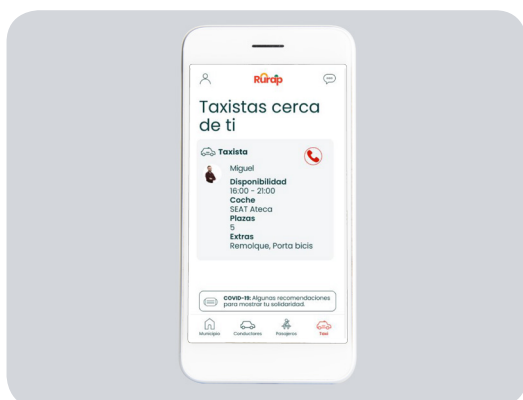 Rurap
Taxistas cerca
de ti
Taxista
Miguel
Disponibilidad
16:00 - 21:00
Coche
SEAT Ateca
Plazas
5
Extras
Remolque, Porta bicis
COVID-19: Algunas recomendaciones
para mostrar tu solidaridad.
Municipio Conductores Pasajeros Taxi